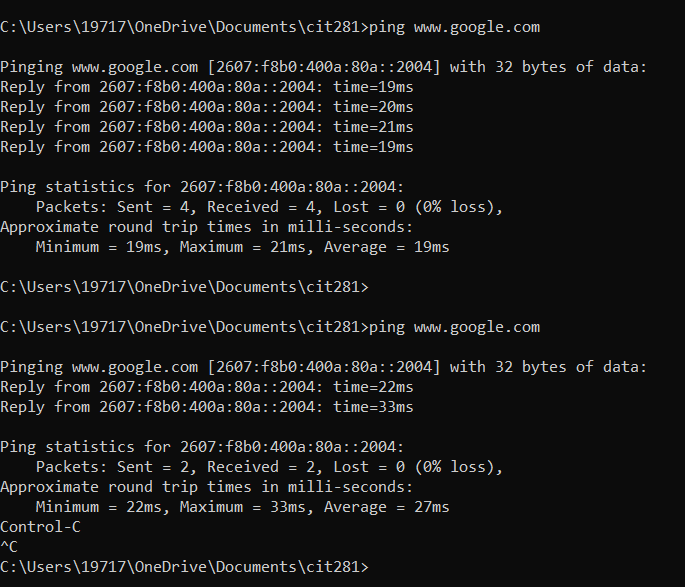 C:\Users\19717\OneDrive\Documents\cit281>ping www.google.com
Pinging www.google.com [2607:f8b0:400a:80a::2004] with 32 bytes of data:
Reply from 2607:f8b0:400a:80a::2004: time=19ms
Reply from 2607:f8b0:400a:80a::2004: time=20ms
Reply from 2607:f8b0:400a:80a::2004: time=21ms
Reply from 2607:f8b0:400a:80a::2004: time=19ms
Ping statistics for 2607:f8b0:400a:80a::2004:
    Packets: Sent = 4, Received = 4, Lost = 0 (0% loss),
Approximate round trip times in milli-seconds:
    Minimum = 19ms, Maximum = 21ms, Average = 19ms
C:\Users\19717\OneDrive\Documents\cit281>
C:\Users\19717\OneDrive\Documents\cit281>ping www.google.com
Pinging www.google.com [2607:f8b0:400a:80a::2004] with 32 bytes of data:
Reply from 2607:f8b0:400a:80a::2004: time=22ms
Reply from 2607:f8b0:400a:80a::2004: time=33ms
Ping statistics for 2607:f8b0:400a:80a::2004:
    Packets: Sent = 2, Received = 2, Lost = 0 (0% loss),
Approximate round trip times in milli-seconds:
    Minimum = 22ms, Maximum = 33ms, Average = 27ms
Control-C
^C
C:\Users\19717\OneDrive\Documents\cit281>